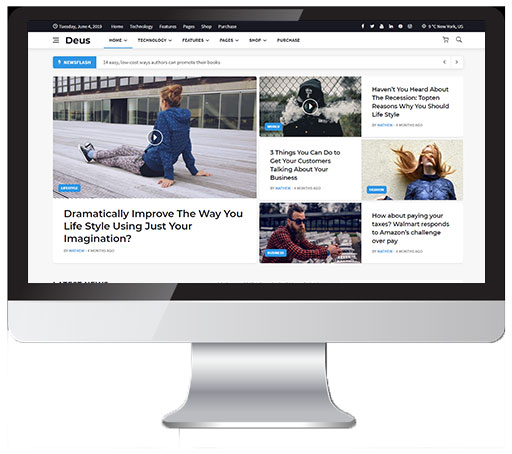 Tuesday, June 4, 2019 Home Technology Features Pages Shop Purchase 9 °C New York, US
Deus HOME TECHNOLOGY FEATURES PAGES SHOP PURCHASE
NEWSFLASH 14 easy, low-cost ways authors can promote their books
LIFESTYLE
Dramatically Improve The Way You
Life Style Using Just Your
Imagination?
BY MATHEW - 4 MONTHS AGO
WORLD
Haven't You Heard About
The Recession: Topten
Reasons Why You Should
Life Style
BY MATHEW - 4 MONTHS AGO
3 Things You Can Do to
Get Your Customers
Talking About Your
Business
BY MATHEW - 4 MONTHS AGO
FASHION
BUSINESS
How about paying your
taxes? Walmart responds
to Amazon's challenge
over pay
BY MATHEW - 4 MONTHS AGO
LATEST NEWS